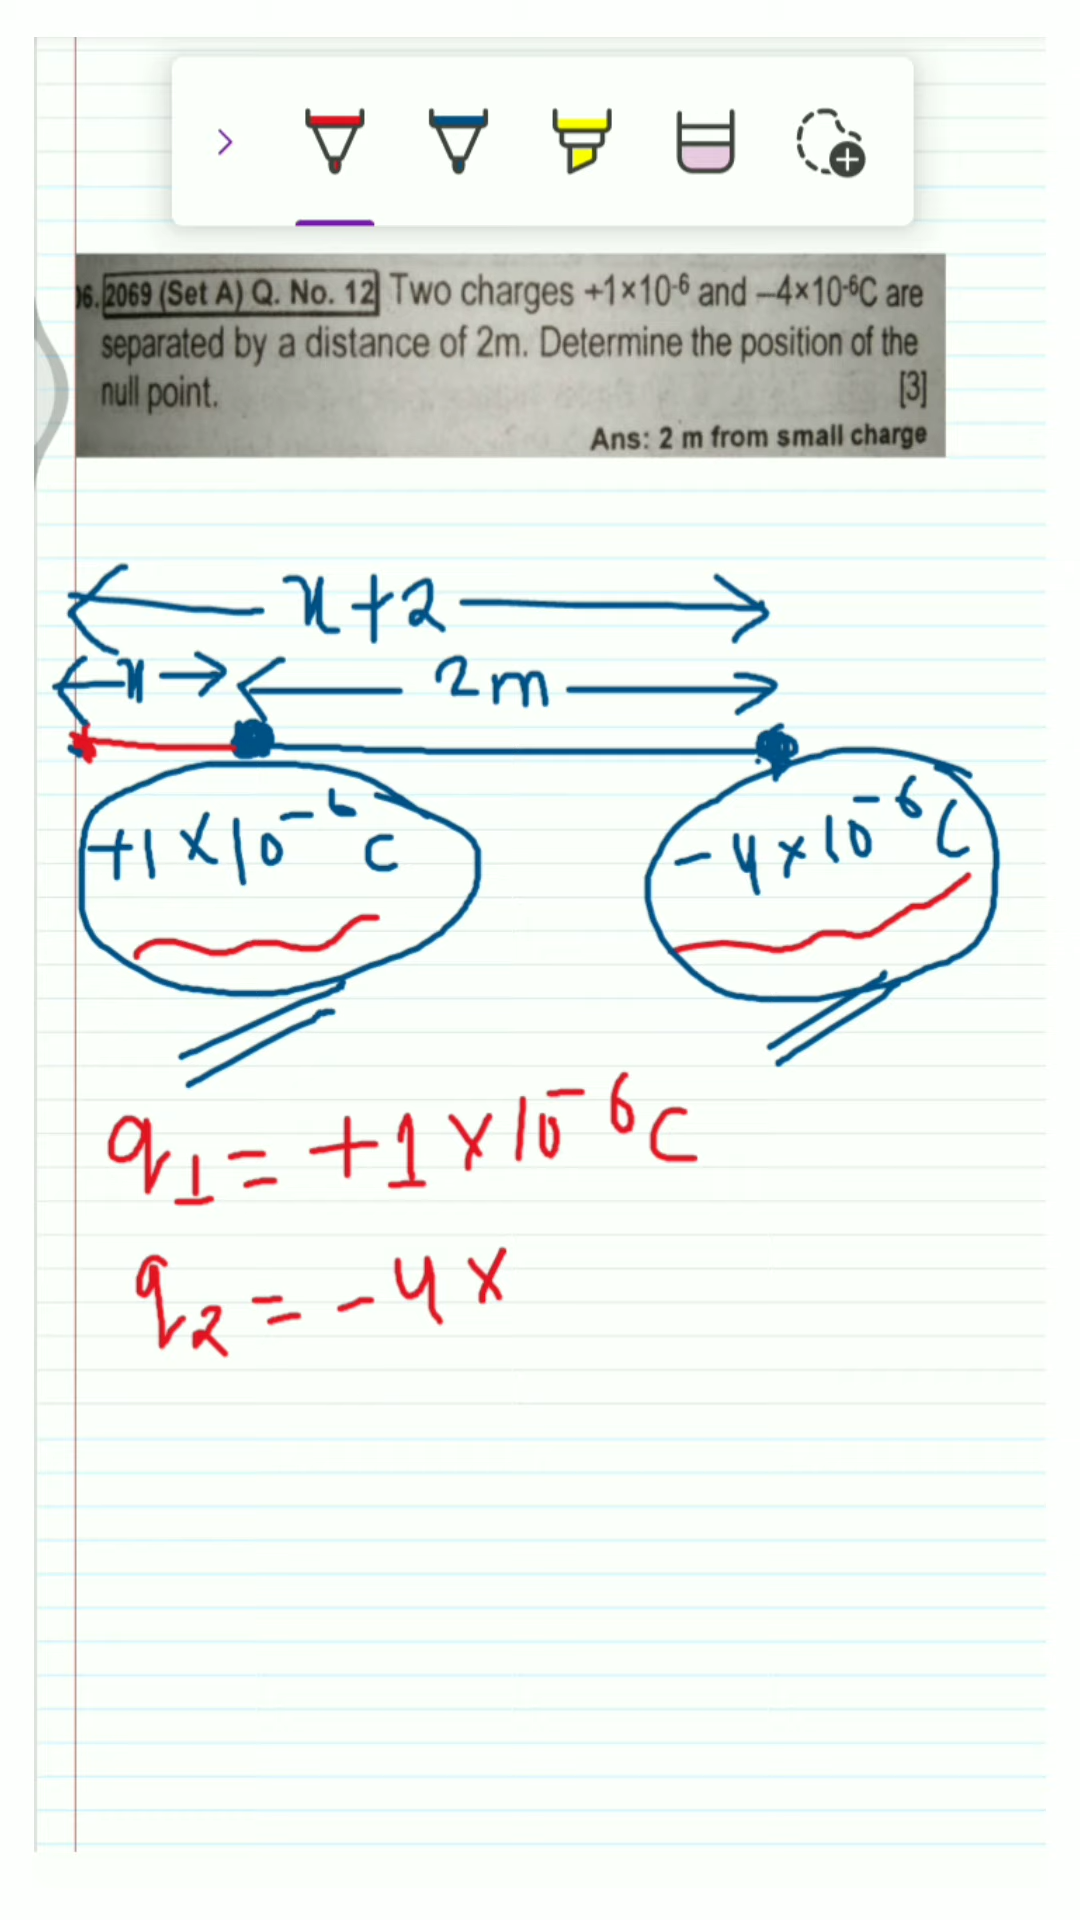 06. 2069 (Set A) Q. No. 12 Two charges +1×10⁻⁶ and –4×10⁻⁶C are
separated by a distance of 2m. Determine the position of the
null point. [3]
Ans: 2 m from small charge
x+2
x 2m
+1×10⁻⁶ C -4×10⁻⁶ C
q₁ = +1×10⁻⁶C
q₂ = -4×